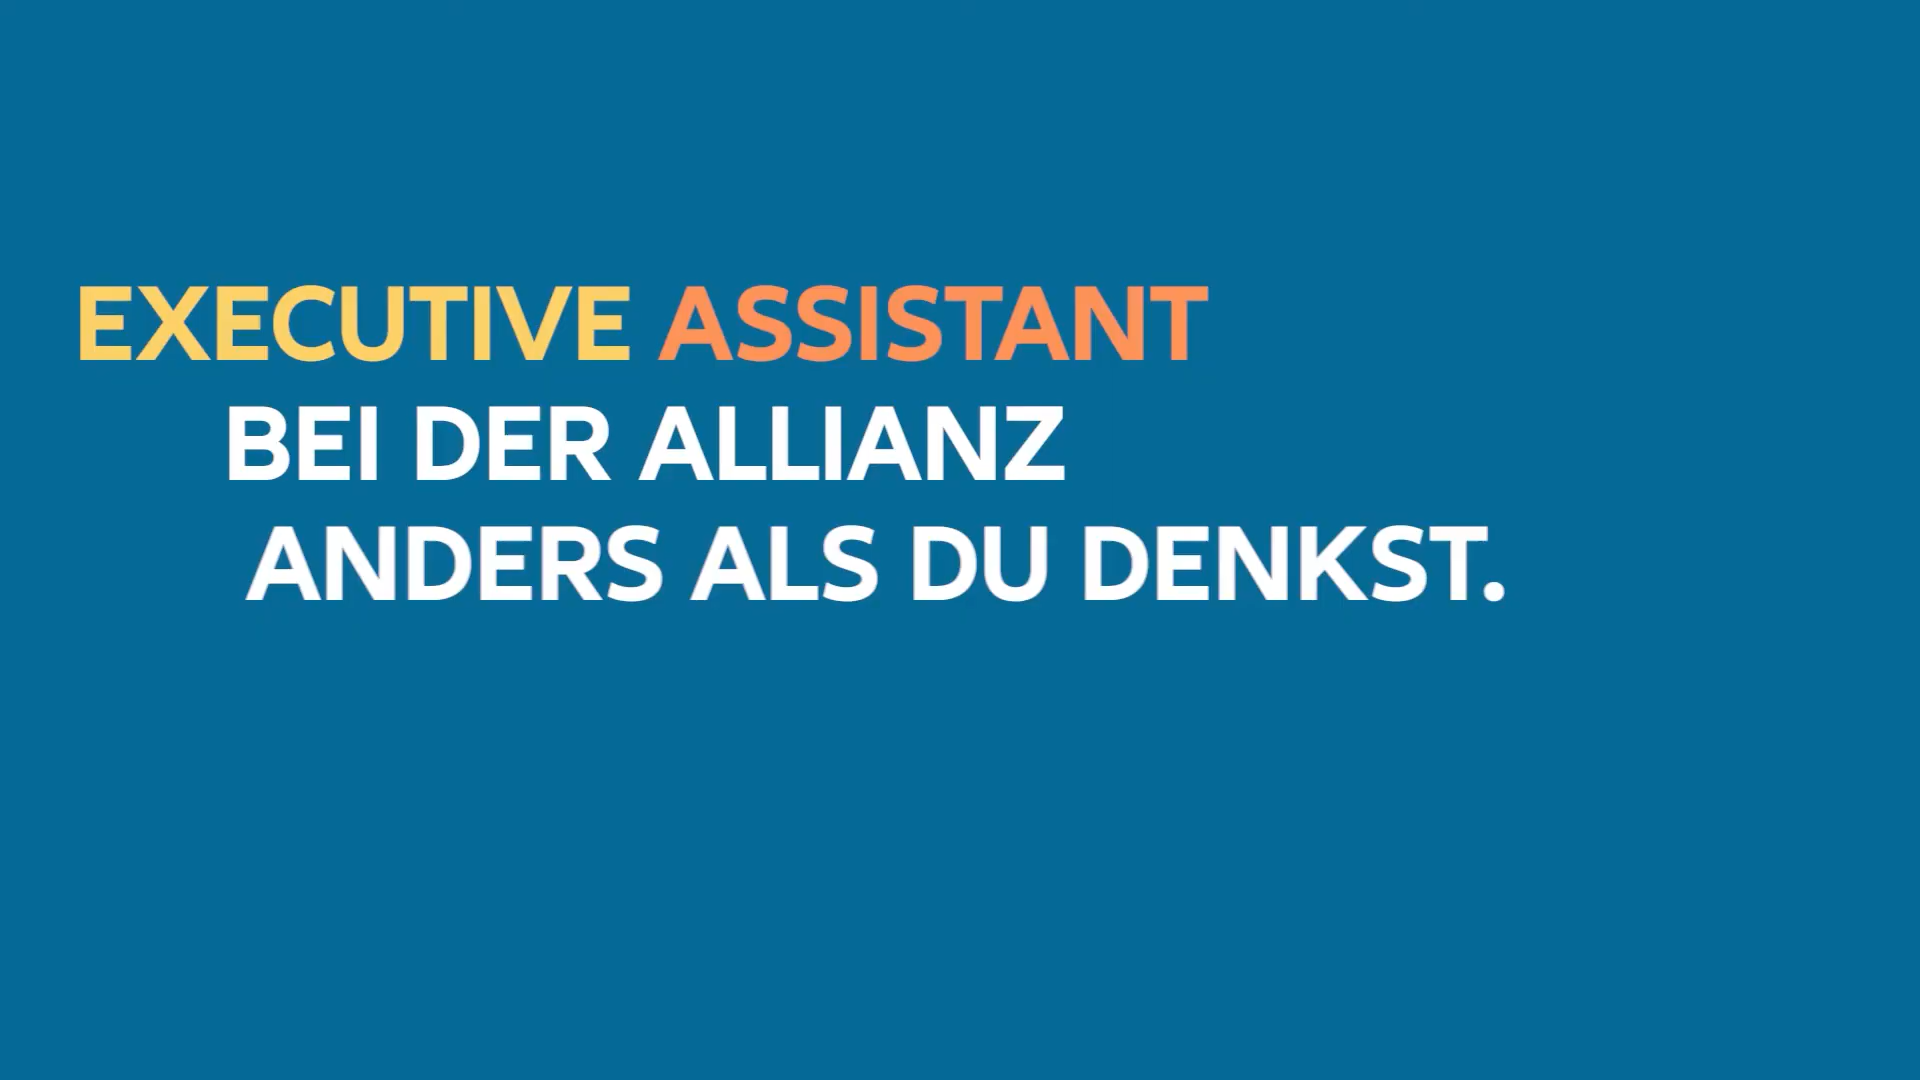 EXECUTIVE ASSISTANT
BEI DER ALLIANZ
ANDERS ALS DU DENKST.